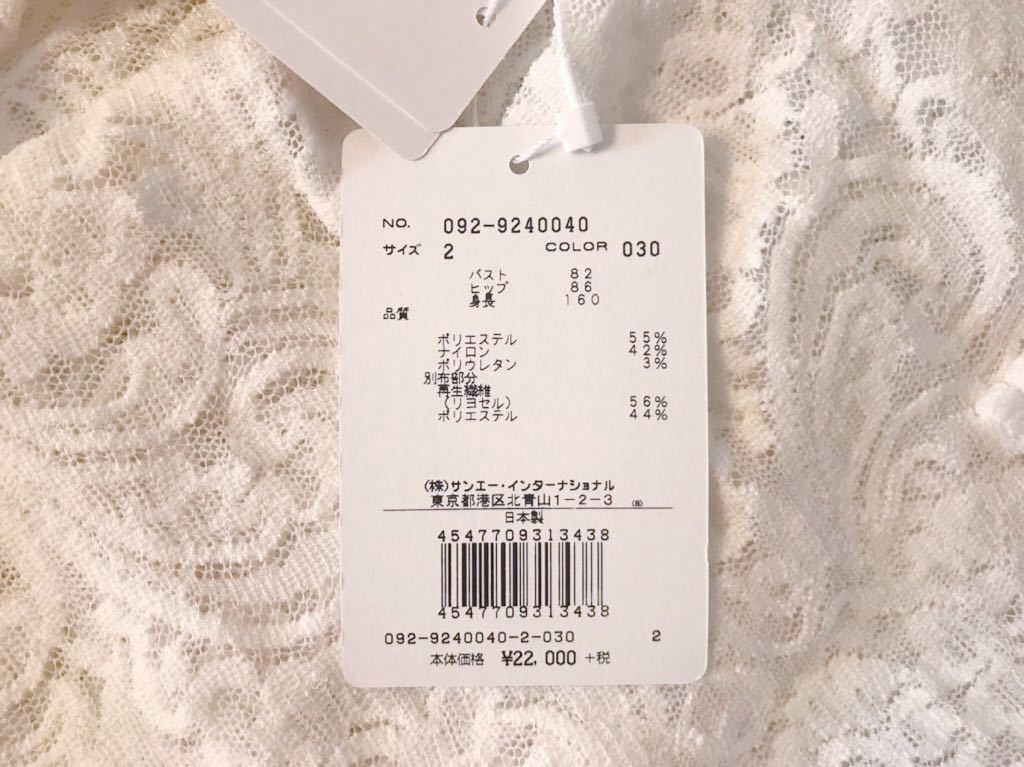 NO. 092-9240040
サイズ 2 COLOR 030
バスト 82
ヒップ 86
身長 160
品質
ポリエステル 55%
ナイロン 42%
ポリウレタン 3%
別布部分
再生繊維
(リヨセル) 56%
ポリエステル 44%
(株)サンエー・インターナショナル
東京都港区北青山1-2-3
日本製
4547709313438
4547709313438
092-9240040-2-030 2
本体価格 ¥22,000 +税